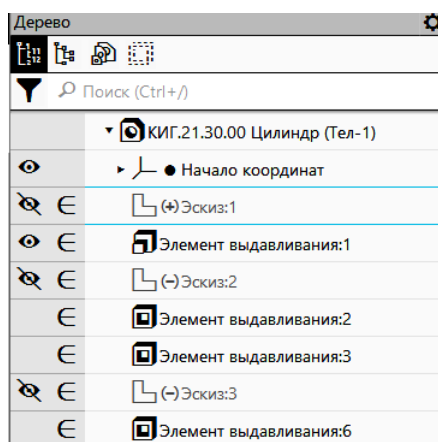 Дерево
Поиск (Ctrl+/)
КИГ.21.30.00 Цилиндр (Тел-1)
Начало координат
(+) Эскиз:1
Элемент выдавливания:1
(-) Эскиз:2
Элемент выдавливания:2
Элемент выдавливания:3
(-) Эскиз:3
Элемент выдавливания:6